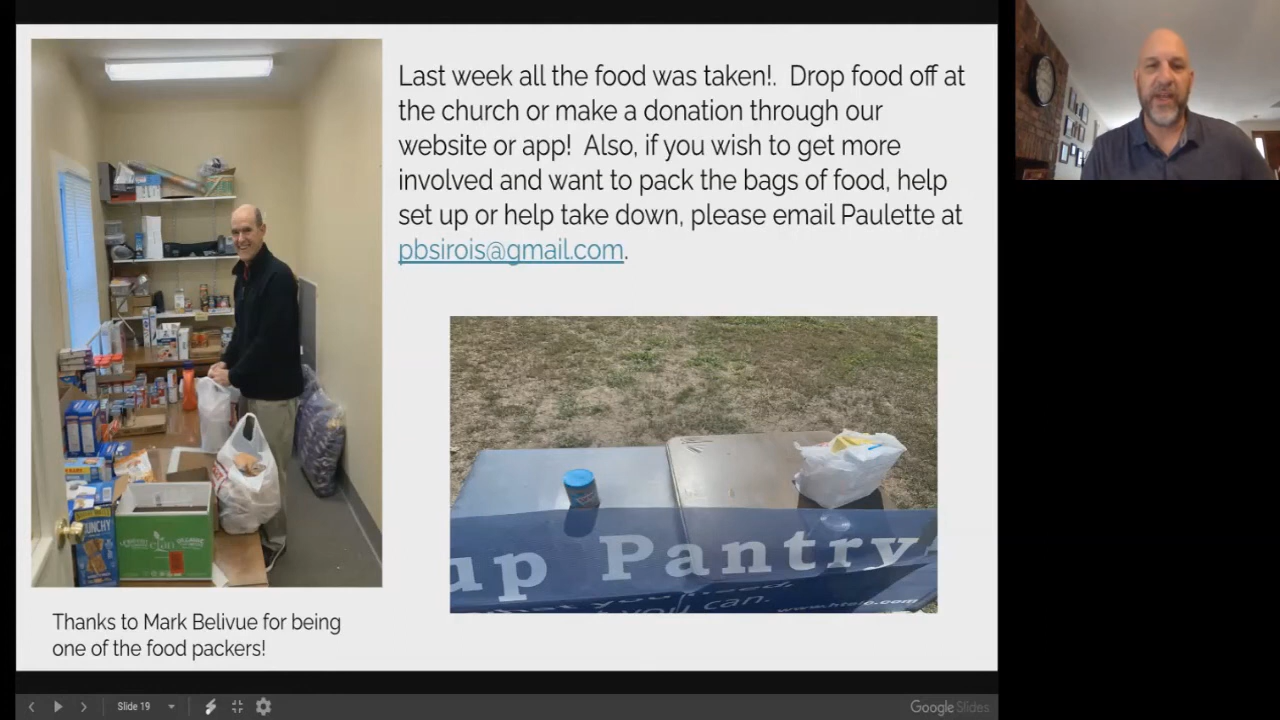 Last week all the food was taken!. Drop food off at
the church or make a donation through our
website or app! Also, if you wish to get more
involved and want to pack the bags of food, help
set up or help take down, please email Paulette at
pbsirois@gmail.com.
up Pantry
you can.
CRUNCHY
Thanks to Mark Belivue for being
one of the food packers!
Slide 19
Google Slides